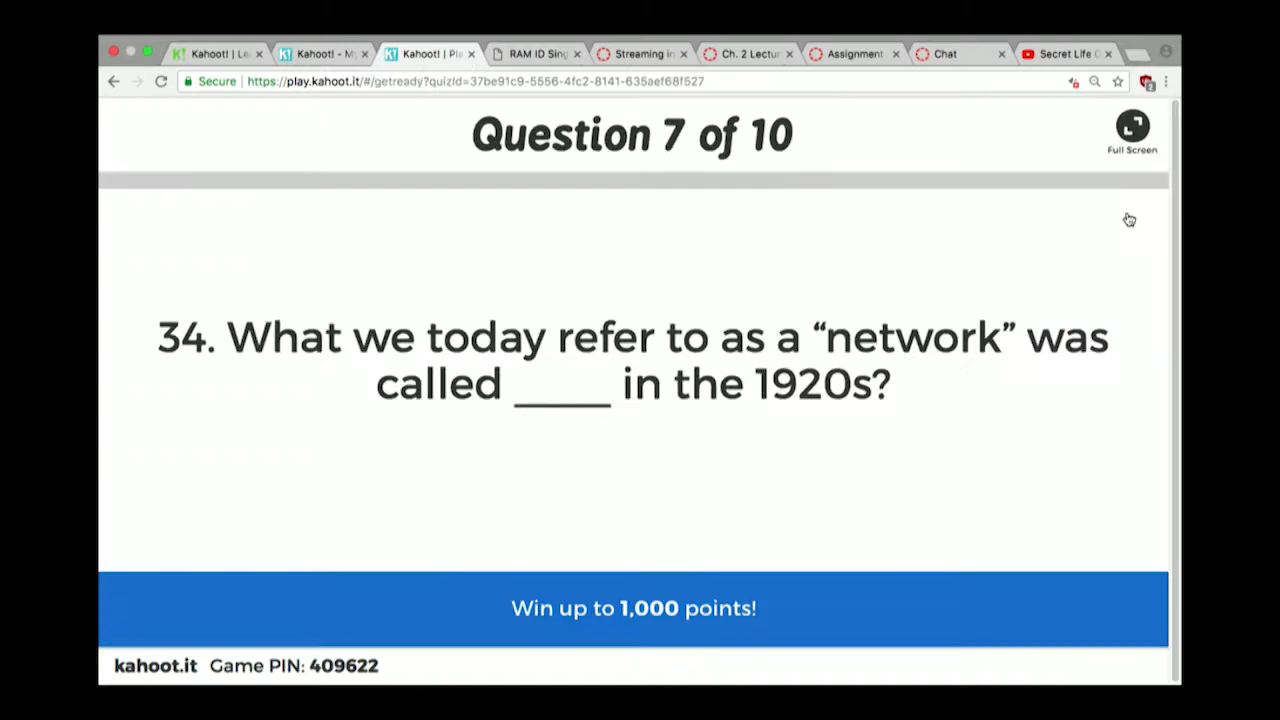 Kahoot! | Le
Kahoot! - My
Kahoot! | Pl
RAM ID Sing
Streaming in
Ch. 2 Lectu
Assignment
Chat
Secret Life
Secure | https://play.kahoot.it/#/getready?quizId=37be91c9-5556-4fc2-8141-635aef68f527
2
Question 7 of 10
Full Screen
34. What we today refer to as a “network” was
called _____ in the 1920s?
Win up to 1,000 points!
kahoot.it Game PIN: 409622